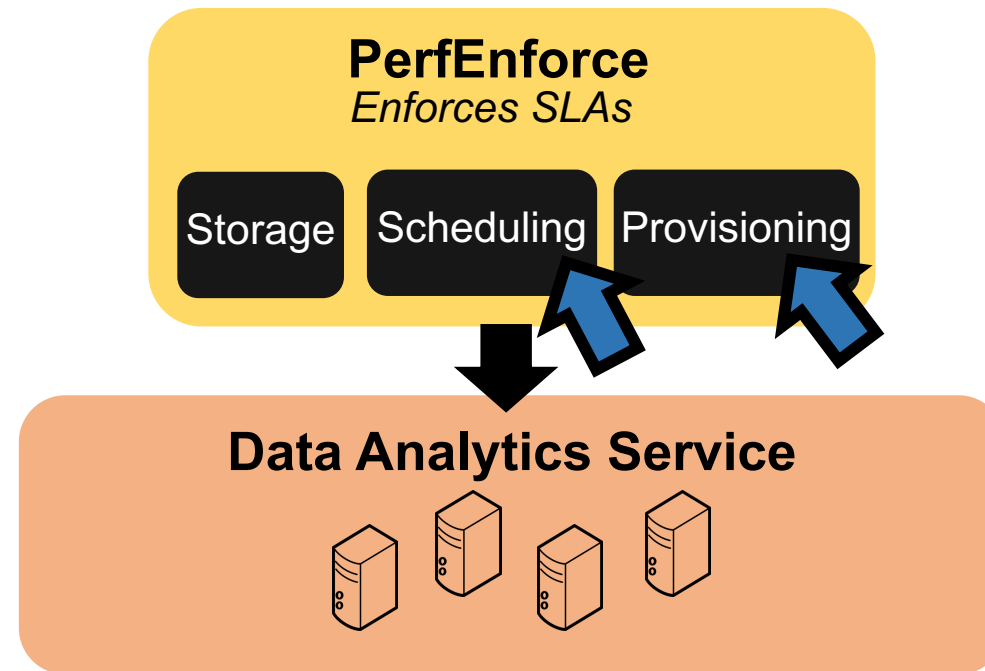 PerfEnforce
Enforces SLAs
Storage
Scheduling
Provisioning
Data Analytics Service